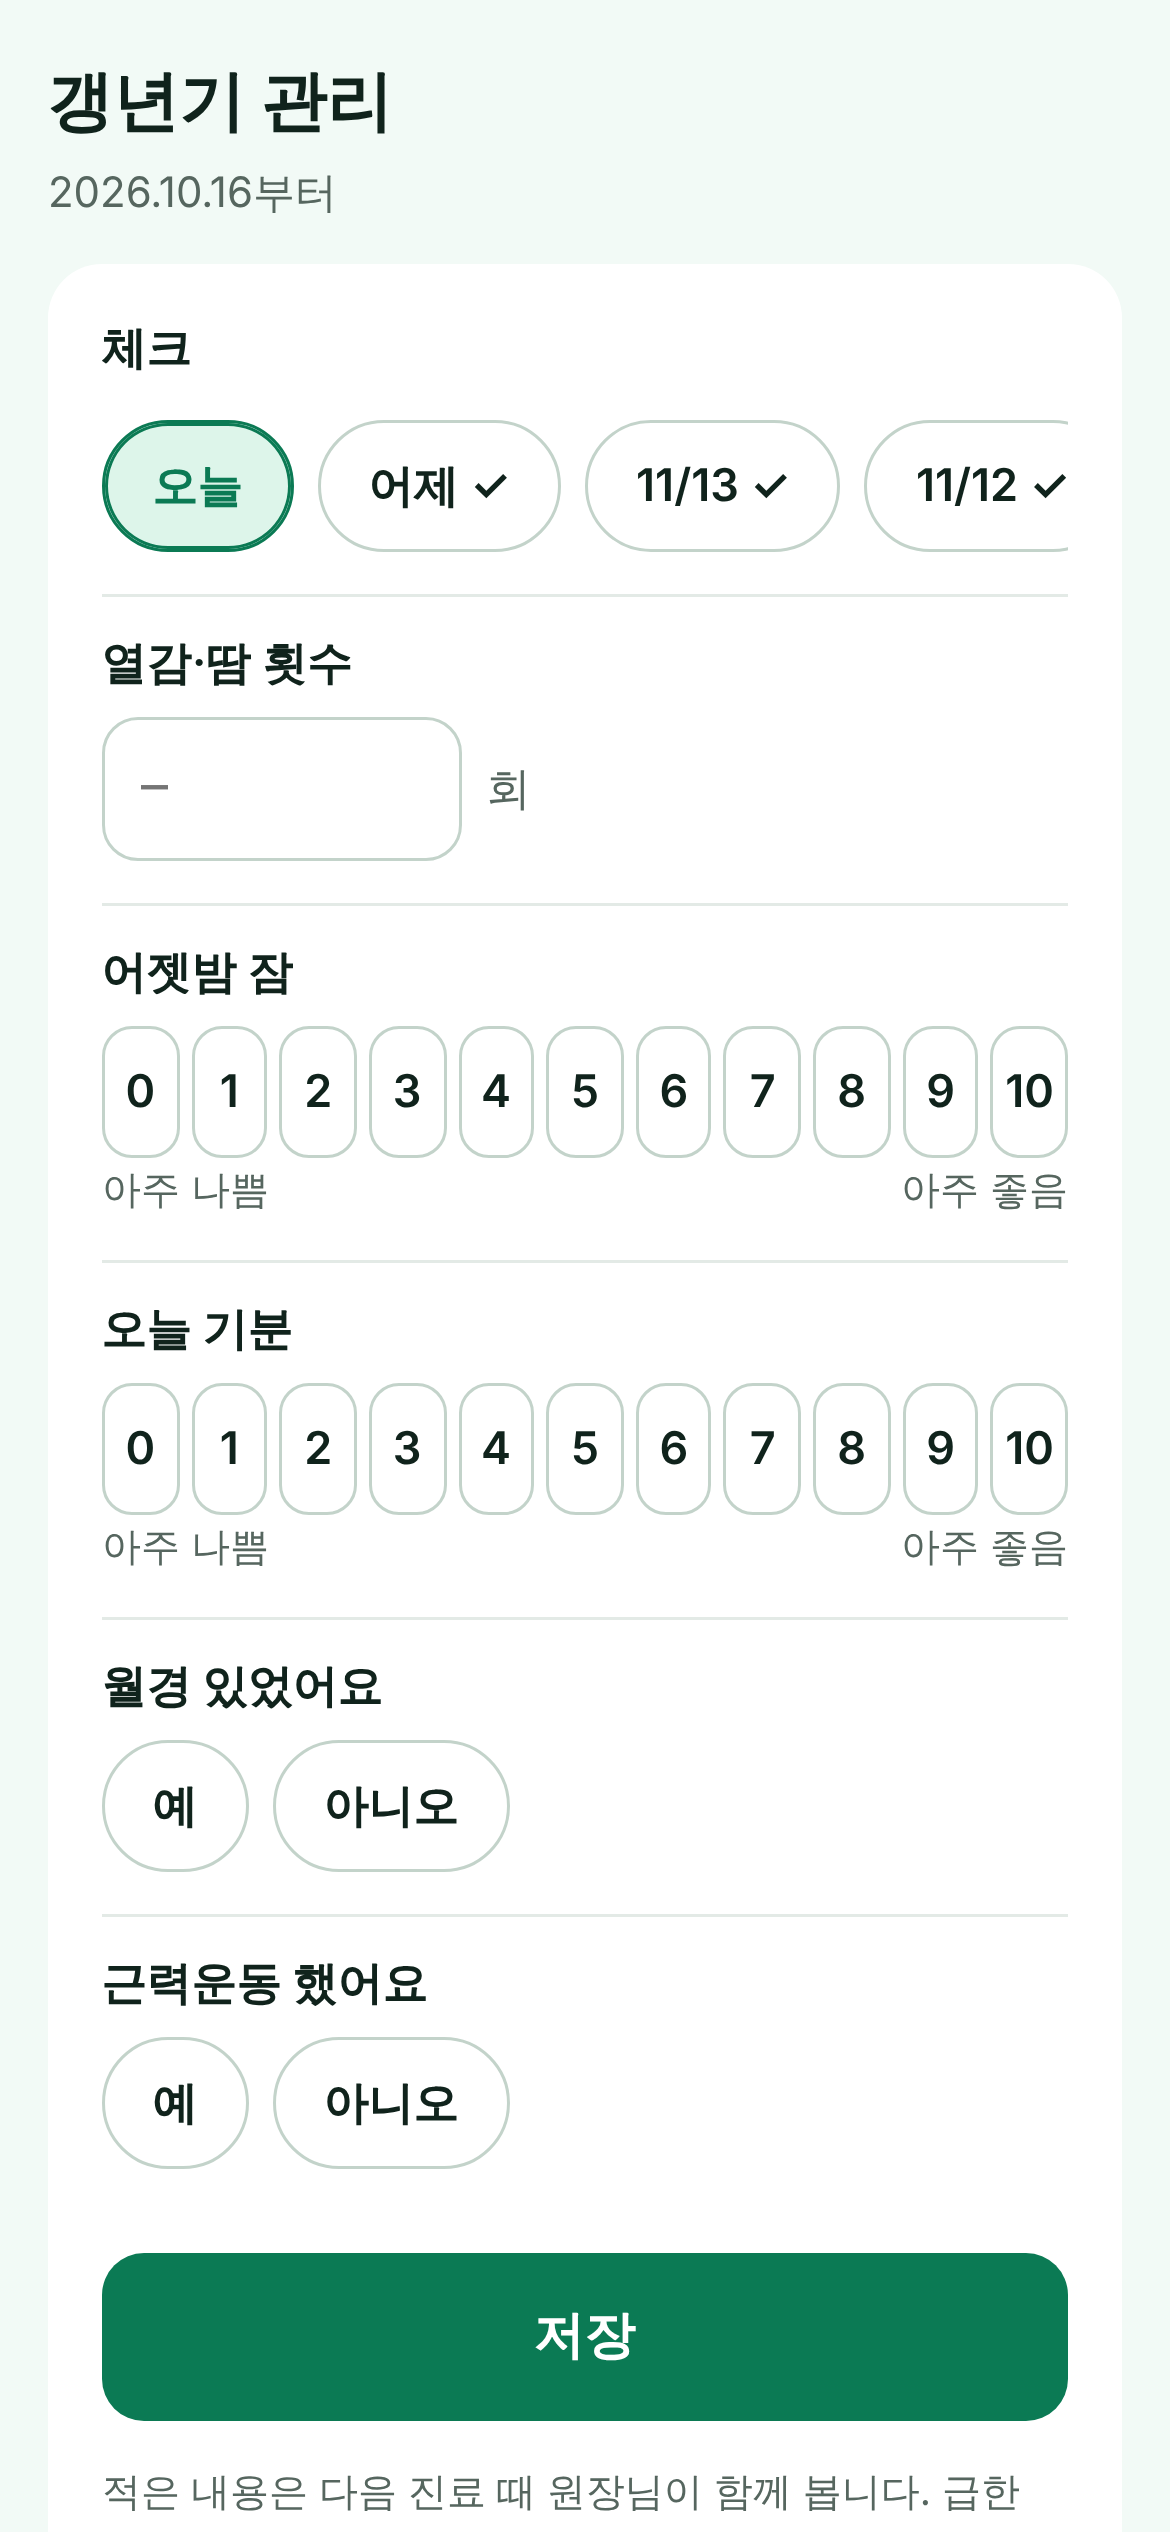 갱년기 관리
2026.10.16부터
체크
오늘 어제 ✓ 11/13 ✓ 11/12 ✓
열감·땀 횟수
– 회
어젯밤 잠
0 1 2 3 4 5 6 7 8 9 10
아주 나쁨 아주 좋음
오늘 기분
0 1 2 3 4 5 6 7 8 9 10
아주 나쁨 아주 좋음
월경 있었어요
예 아니오
근력운동 했어요
예 아니오
저장
적은 내용은 다음 진료 때 원장님이 함께 봅니다. 급한